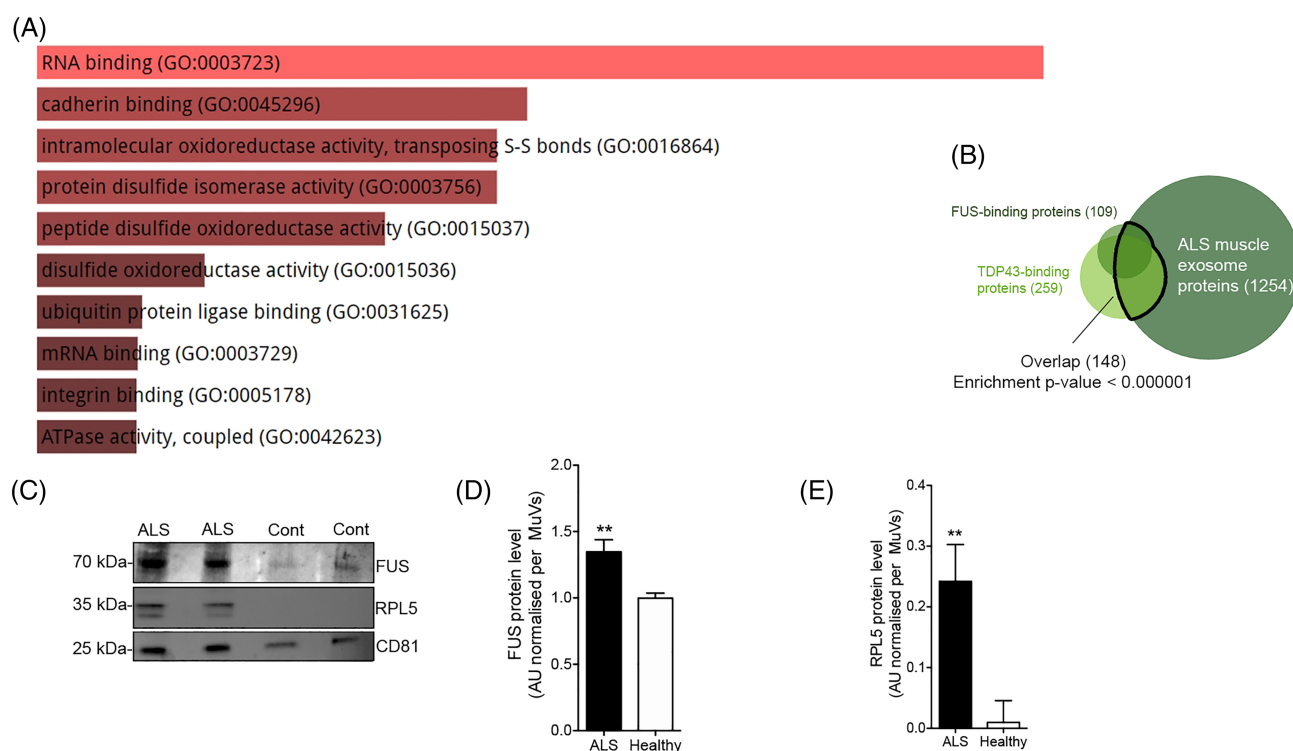 (A)
RNA binding (GO:0003723)
cadherin binding (GO:0045296)
intramolecular oxidoreductase activity, transposing S-S bonds (GO:0016864)
protein disulfide isomerase activity (GO:0003756)
peptide disulfide oxidoreductase activity (GO:0015037)
disulfide oxidoreductase activity (GO:0015036)
ubiquitin protein ligase binding (GO:0031625)
mRNA binding (GO:0003729)
integrin binding (GO:0005178)
ATPase activity, coupled (GO:0042623)
(B)
FUS-binding proteins (109)
TDP43-binding
proteins (259)
ALS muscle
exosome
proteins (1254)
Overlap (148)
Enrichment p-value < 0.000001
(C)
ALS ALS Cont Cont
70 kDa- FUS
35 kDa- RPL5
25 kDa- CD81
(D)
FUS protein level
(AU normalised per MuVs)
2.0
1.5
1.0
0.5
0.0
**
ALS Healthy
(E)
RPL5 protein level
(AU normalised per MuVs)
0.4
0.3
0.2
0.1
0.0
**
ALS Healthy